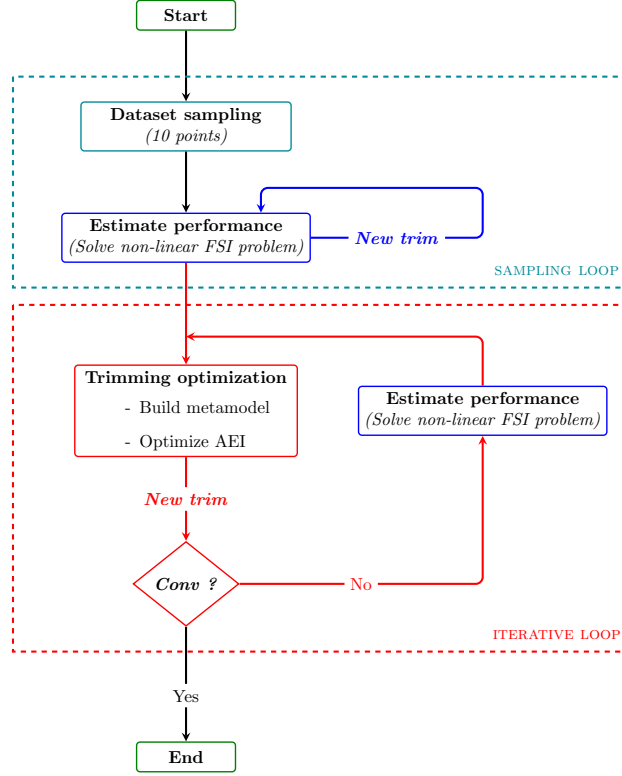 Start
Dataset sampling
(10 points)
Estimate performance
(Solve non-linear FSI problem)
New trim
SAMPLING LOOP
Trimming optimization
- Build metamodel
- Optimize AEI
Estimate performance
(Solve non-linear FSI problem)
New trim
Conv ?
No
ITERATIVE LOOP
Yes
End